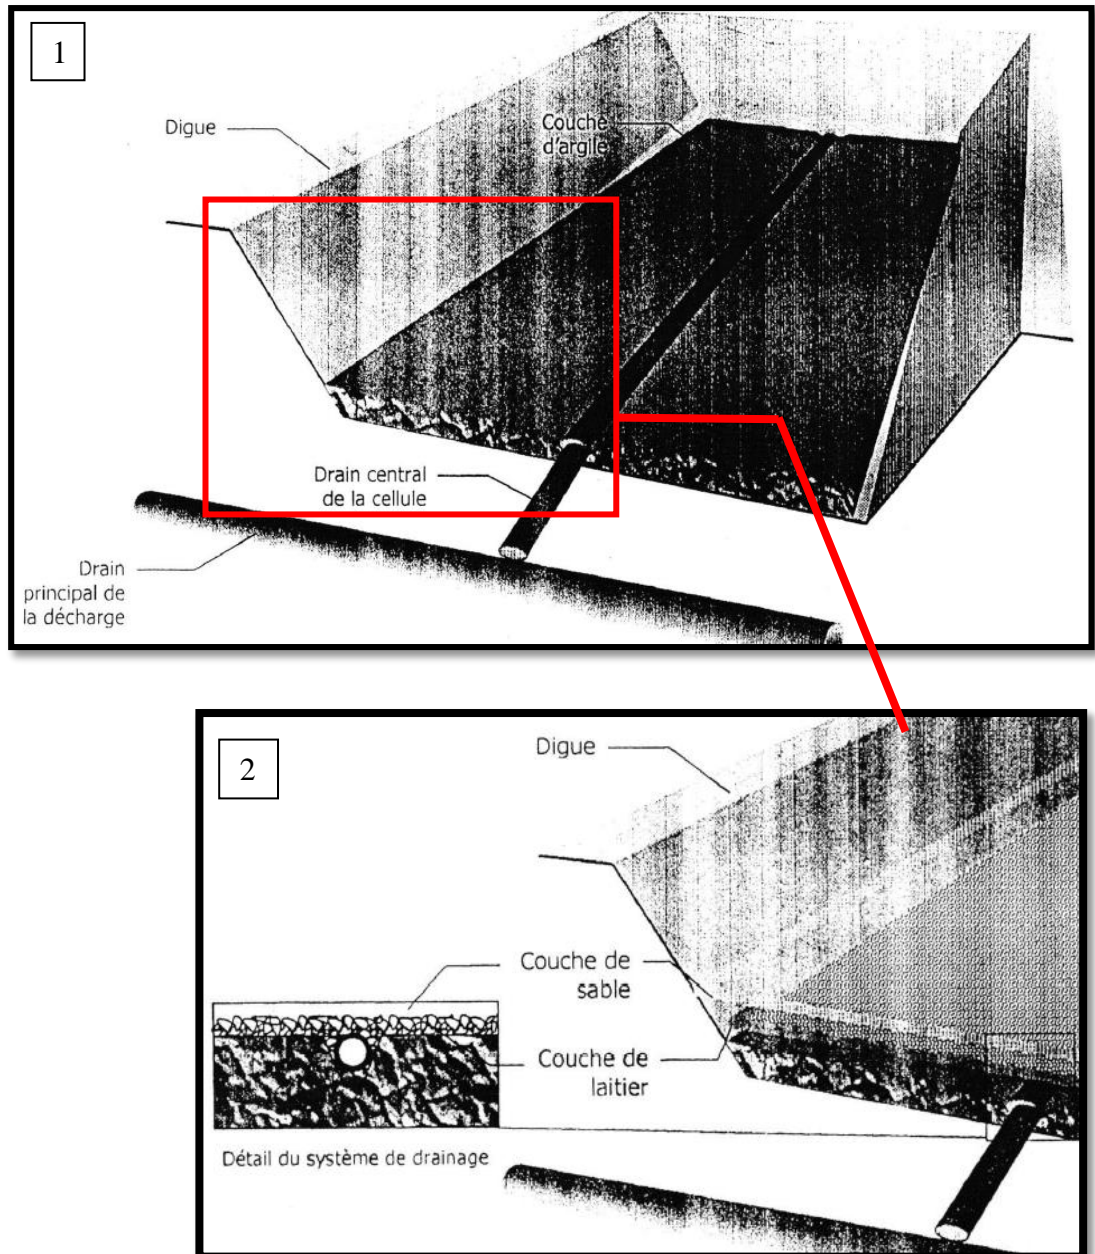 1
Digue
Couche
d'argile
Drain central
de la cellule
Drain
principal de
la décharge
2
Digue
Couche de
sable
Couche de
laitier
Détail du système de drainage